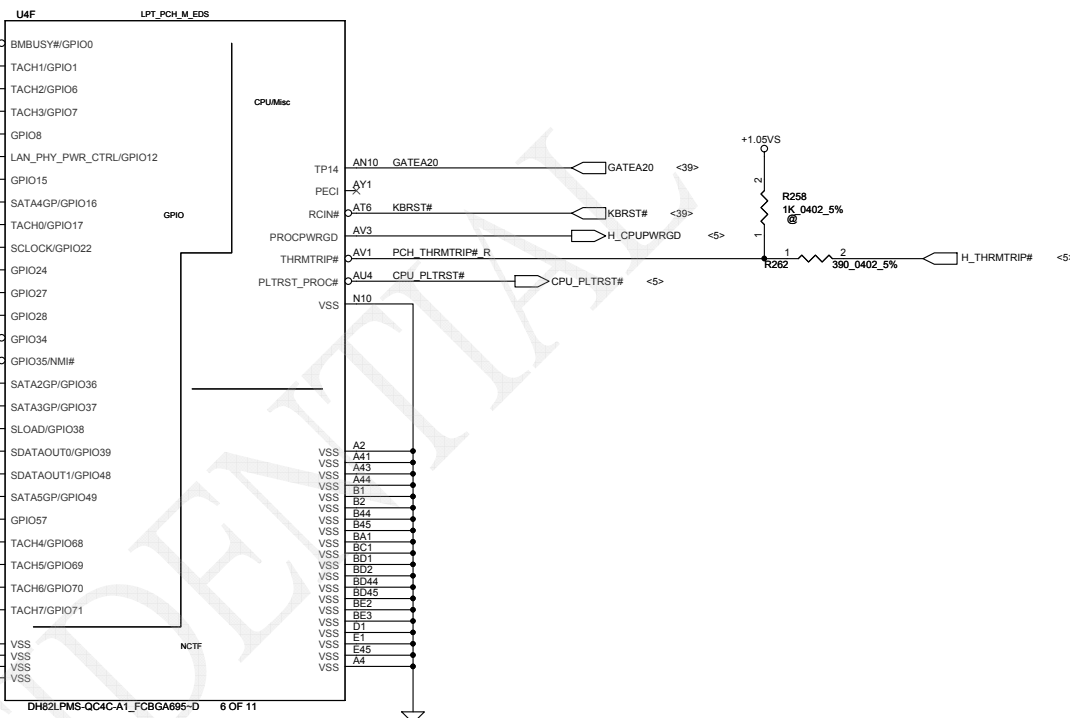 U4F LPT_PCH_M_EDS
BMBUSY#/GPIO0
TACH1/GPIO1
TACH2/GPIO6
TACH3/GPIO7
GPIO8
LAN_PHY_PWR_CTRL/GPIO12
GPIO15
SATA4GP/GPIO16
TACH0/GPIO17
SCLOCK/GPIO22
GPIO24
GPIO27
GPIO28
GPIO34
GPIO35/NMI#
SATA2GP/GPIO36
SATA3GP/GPIO37
SLOAD/GPIO38
SDATAOUT0/GPIO39
SDATAOUT1/GPIO48
SATA5GP/GPIO49
GPIO57
TACH4/GPIO68
TACH5/GPIO69
TACH6/GPIO70
TACH7/GPIO71
VSS
VSS
VSS
VSS
GPIO
CPU/Misc
NCTF
TP14 AN10 GATEA20 GATEA20 <39>
PECI AY1
RCIN# AT6 KBRST# KBRST# <39>
PROCPWRGD AV3 H_CPUPWRGD <5>
THRMTRIP# AV1 PCH_THRMTRIP#_R
PLTRST_PROC# AU4 CPU_PLTRST# CPU_PLTRST# <5>
VSS N10
+1.05VS
2
R258
1K_0402_5%
@
1
1 2
R262 390_0402_5%
H_THRMTRIP# <5>
VSS A2
VSS A41
VSS A43
VSS A44
VSS B1
VSS B2
VSS B44
VSS B45
VSS BA1
VSS BC1
VSS BD1
VSS BD2
VSS BD44
VSS BD45
VSS BE2
VSS BE3
VSS D1
VSS E1
VSS E45
VSS A4
DH82LPMS-QC4C-A1_FCBGA695~D 6 OF 11
DENTIAL